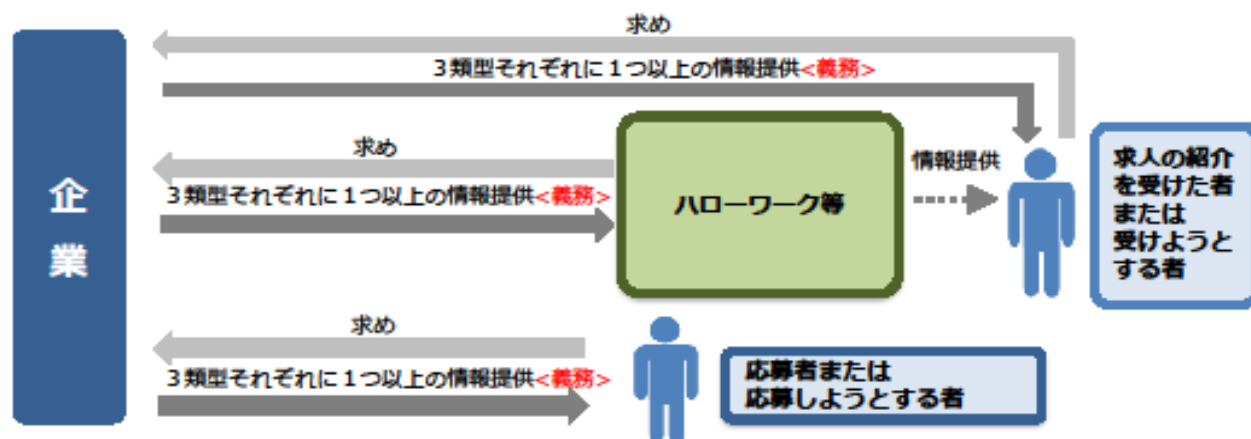 求め
３類型それぞれに１つ以上の情報提供<義務>
求め
３類型それぞれに１つ以上の情報提供<義務>
企
業
ハローワーク等
情報提供
求人の紹介
を受けた者
または
受けようと
する者
求め
３類型それぞれに１つ以上の情報提供<義務>
応募者または
応募しようとする者